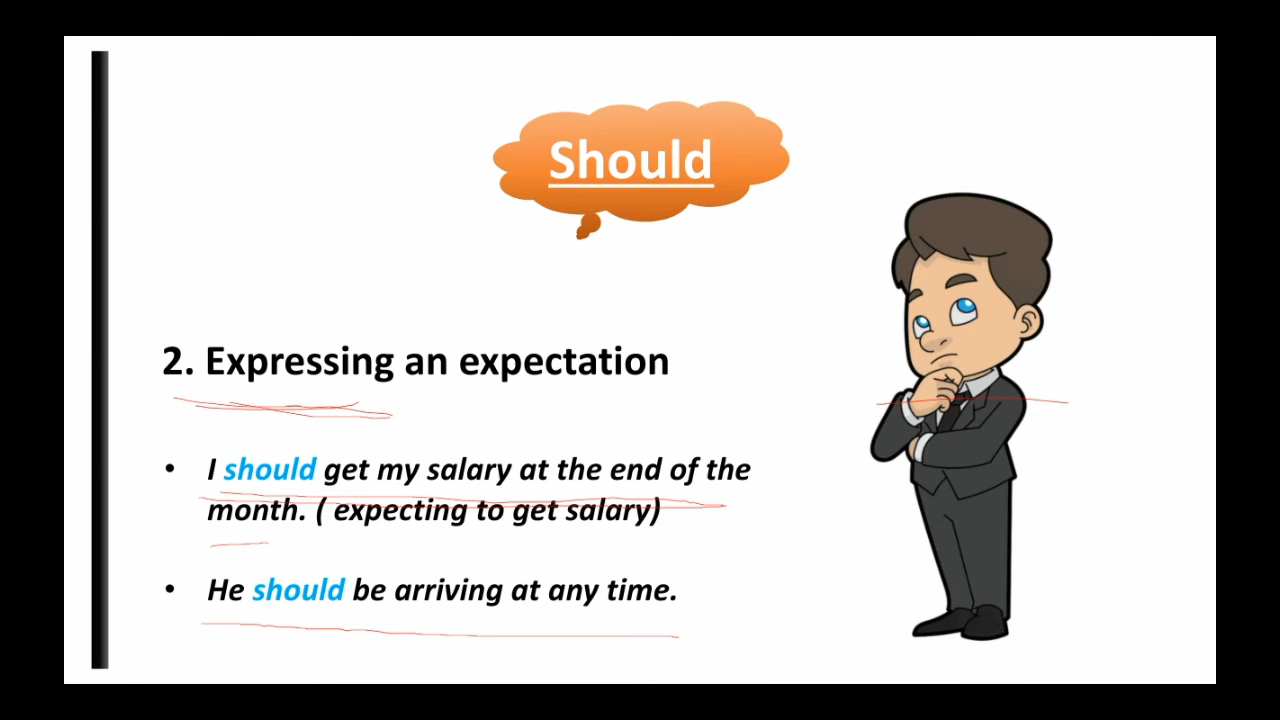 Should
2. Expressing an expectation
• I should get my salary at the end of the
month. ( expecting to get salary)
• He should be arriving at any time.